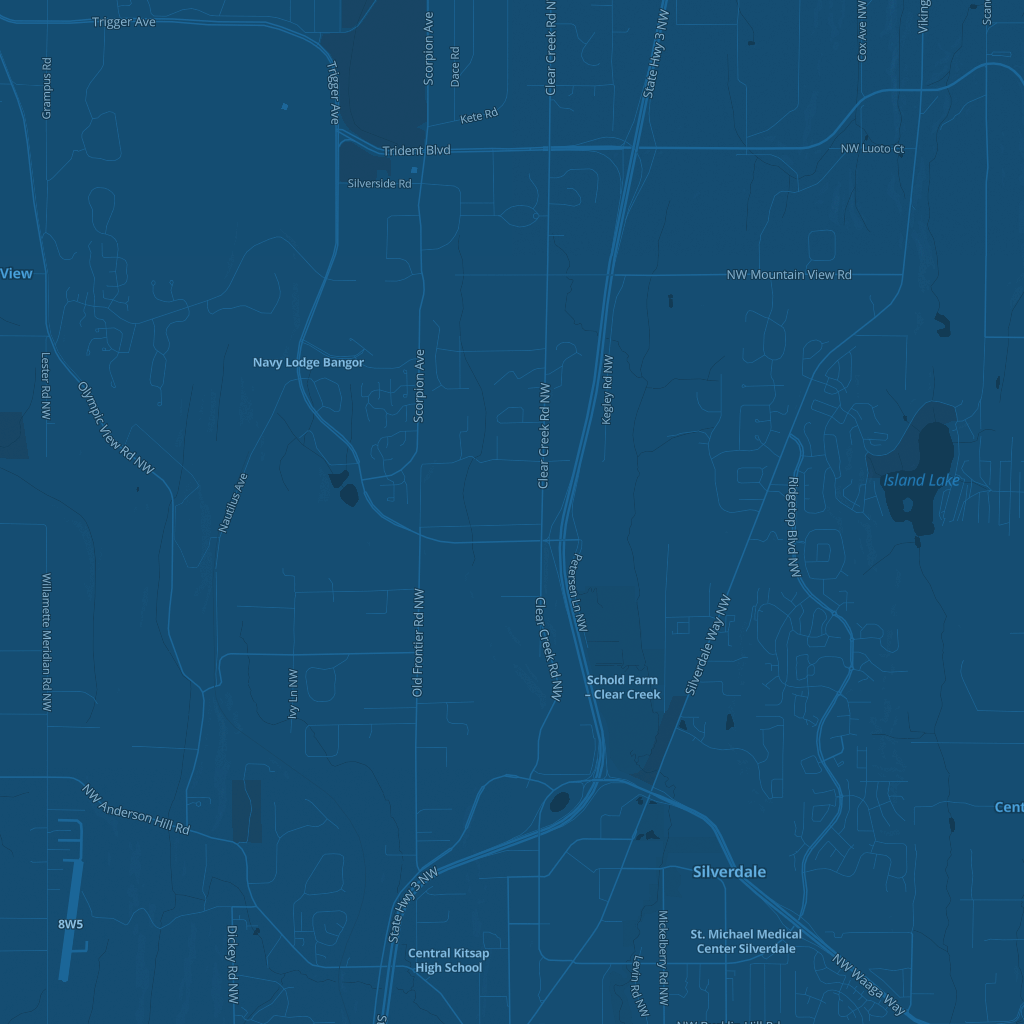 Trigger Ave
Scorpion Ave
Dace Rd
Clear Creek Rd N
State Hwy 3 NW
Cox Ave NW
Viking
Scan
Grampus Rd
Trigger Ave
Kete Rd
Trident Blvd
NW Luoto Ct
Silverside Rd
View
NW Mountain View Rd
Navy Lodge Bangor
Lester Rd NW
Scorpion Ave
Kegley Rd NW
Olympic View Rd NW
Clear Creek Rd NW
Nautilus Ave
Island Lake
Ridgetop Blvd NW
Petersen Ln NW
Willamette Meridian Rd NW
Old Frontier Rd NW
Clear Creek Rd NW
Silverdale Way NW
Ivy Ln NW
Schold Farm
– Clear Creek
NW Anderson Hill Rd
Cent
Silverdale
State Hwy 3 NW
8W5
Dickey Rd NW
Central Kitsap
High School
Mickelberry Rd NW
St. Michael Medical
Center Silverdale
Levin Rd NW
NW Waaga Way